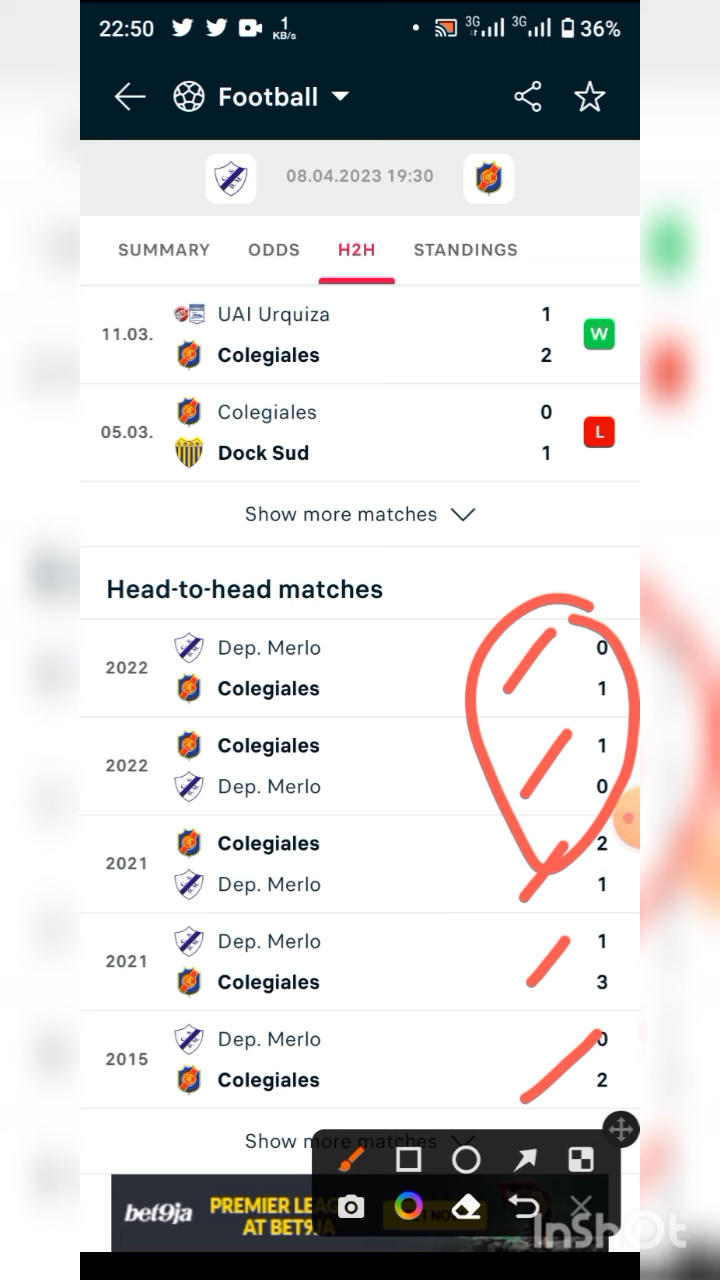 22:50 1 KB/s 3G 3G 36%
Football
08.04.2023 19:30
SUMMARY ODDS H2H STANDINGS
11.03. UAI Urquiza 1 W
Colegiales 2
05.03. Colegiales 0 L
Dock Sud 1
Show more matches
Head-to-head matches
2022 Dep. Merlo 0
Colegiales 1
2022 Colegiales 1
Dep. Merlo 0
2021 Colegiales 2
Dep. Merlo 1
2021 Dep. Merlo 1
Colegiales 3
2015 Dep. Merlo 0
Colegiales 2
Show more matches
bet9ja PREMIER LEA
AT BET9JA
InShOt